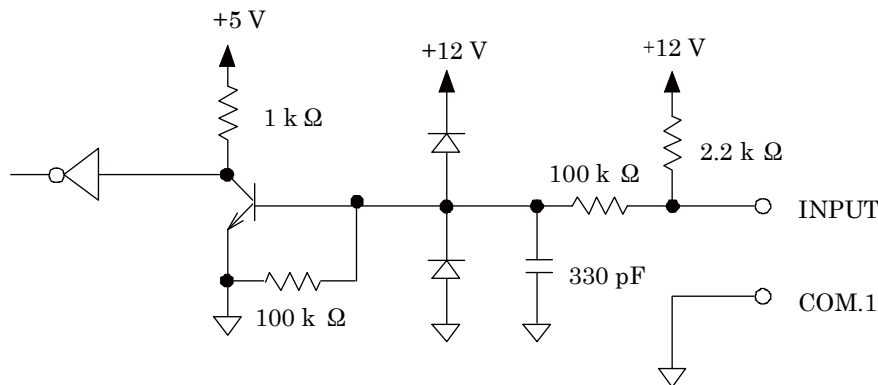 +5 V
+12 V
+12 V
1 k Ω
2.2 k Ω
100 k Ω
INPUT
330 pF
COM.1
100 k Ω